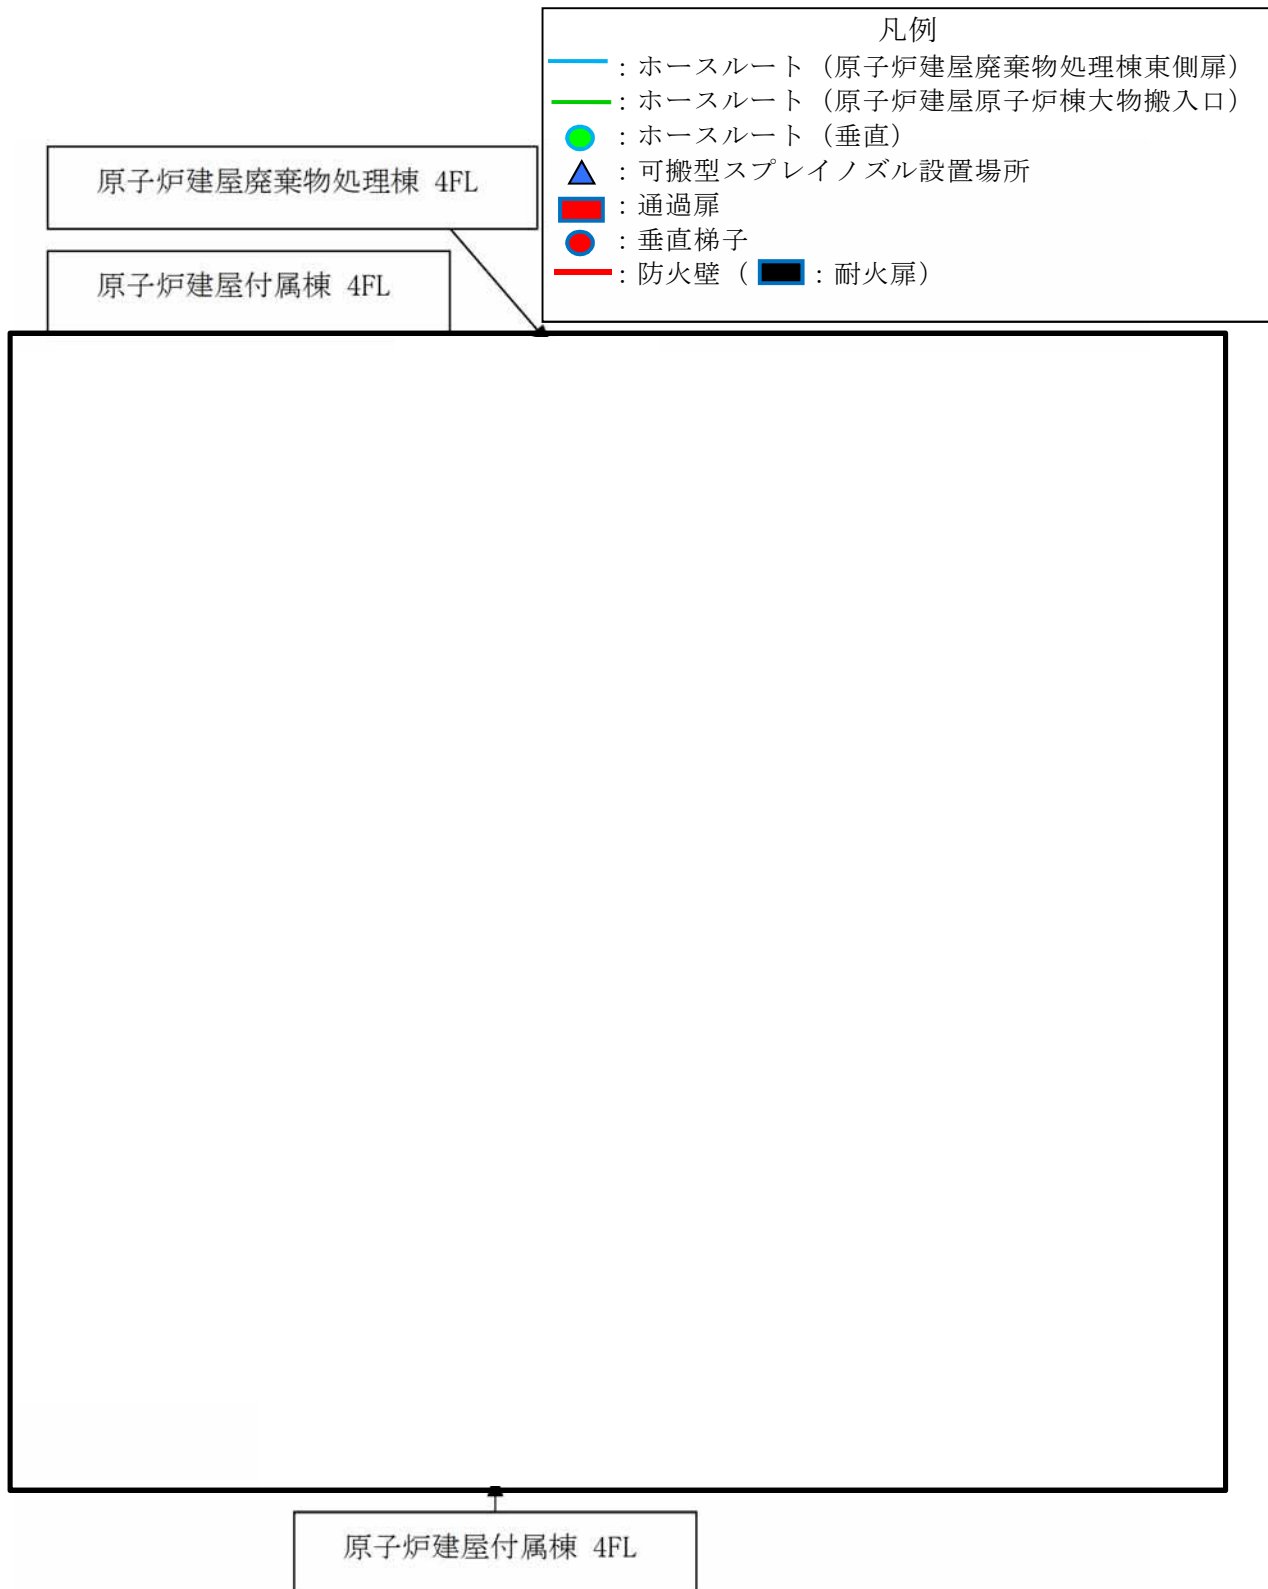 凡例
：ホースルート（原子炉建屋廃棄物処理棟東側扉）
：ホースルート（原子炉建屋原子炉棟大物搬入口）
：ホースルート（垂直）
：可搬型スプレイノズル設置場所
：通過扉
：垂直梯子
：防火壁（ ：耐火扉）
原子炉建屋廃棄物処理棟 4FL
原子炉建屋付属棟 4FL
原子炉建屋付属棟 4FL